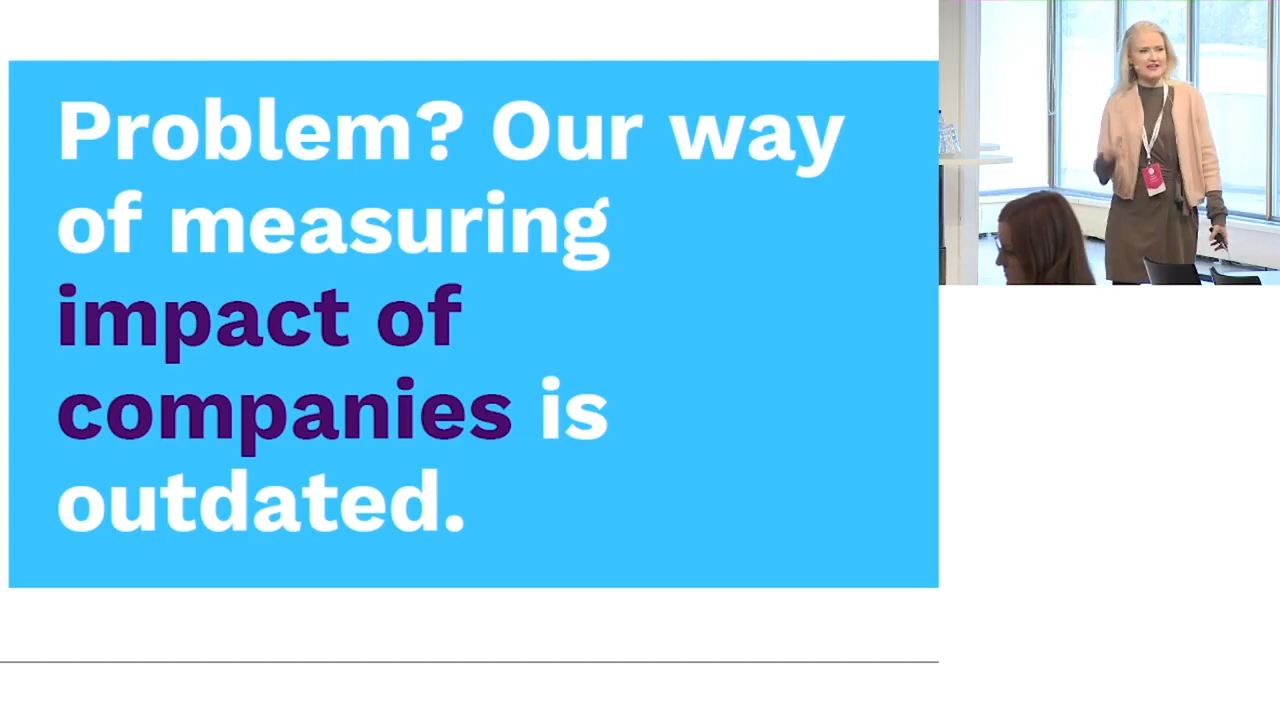 Problem? Our way
of measuring
impact of
companies is
outdated.